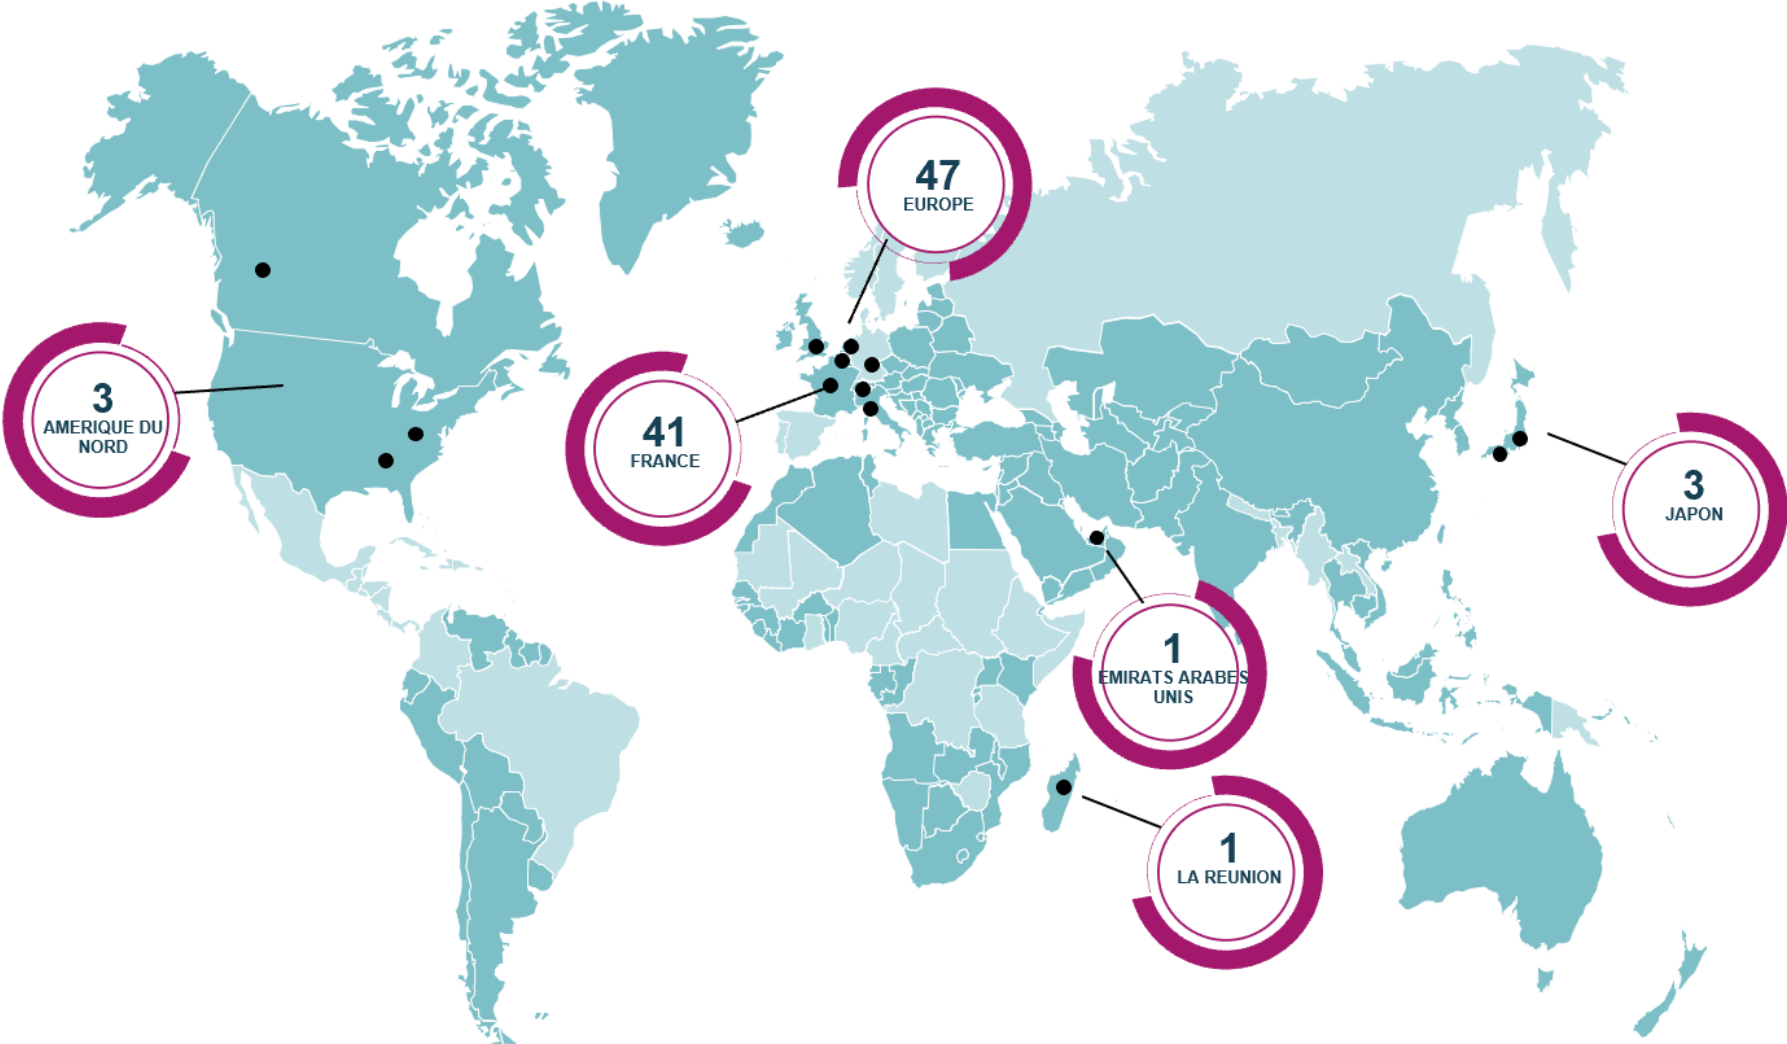 47
EUROPE
3
AMERIQUE DU
NORD
41
FRANCE
3
JAPON
1
EMIRATS ARABES
UNIS
1
LA REUNION